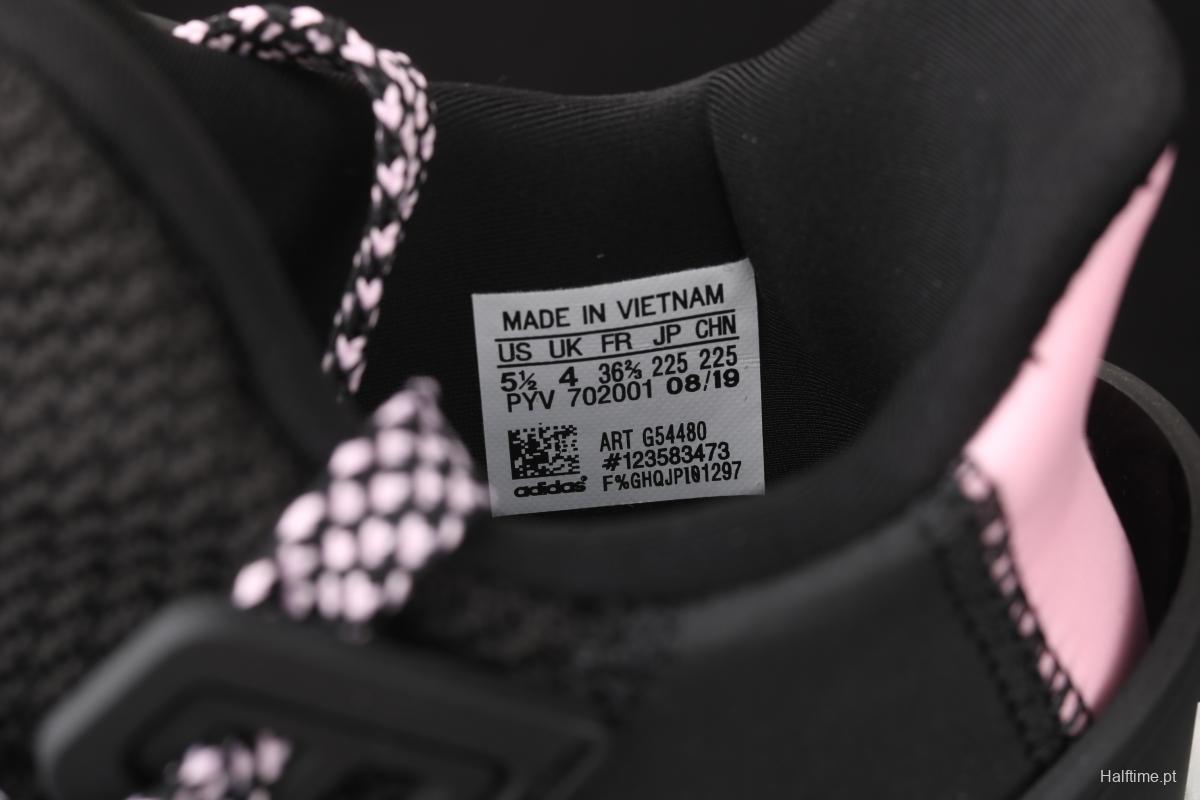 MADE IN VIETNAM
US UK FR JP CHN
5½ 4 36⅔ 225 225
PYV 702001 08/19
ART G54480
#123583473
F%GHQJPI01297
adidas®
Halftime.pt